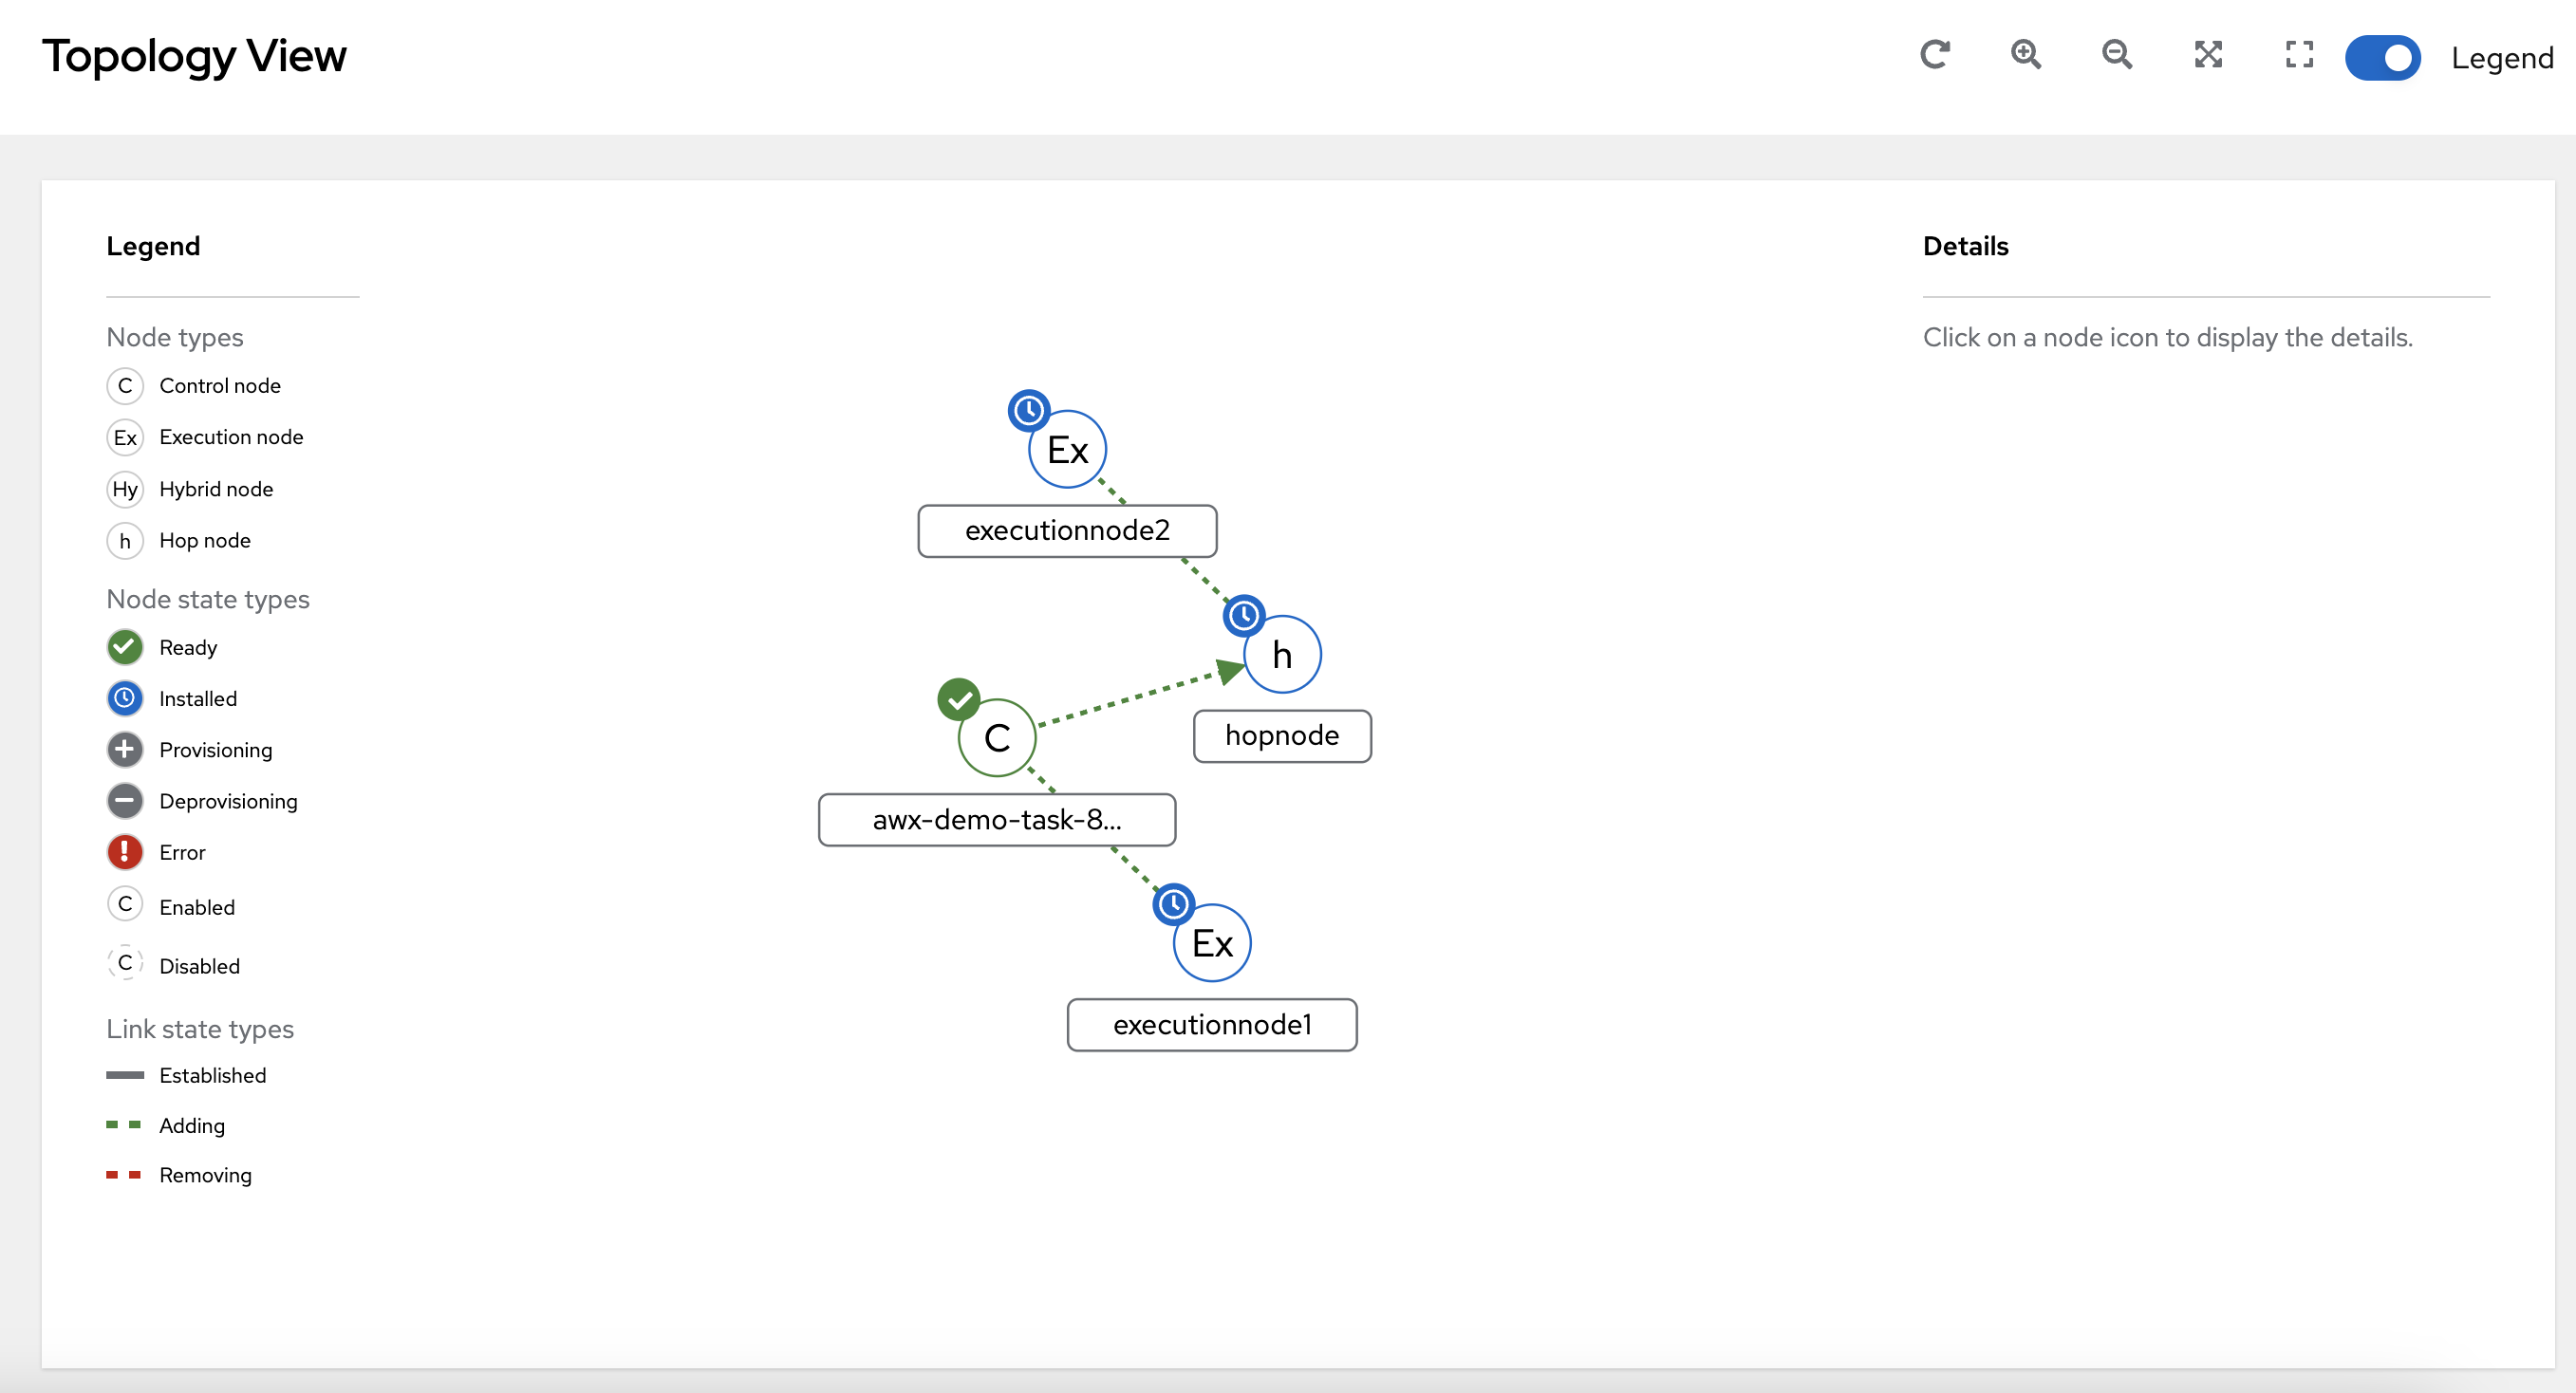 Topology View
Legend
Legend
Node types
C Control node
Ex Execution node
Hy Hybrid node
h Hop node
Node state types
Ready
Installed
Provisioning
Deprovisioning
Error
C Enabled
C Disabled
Link state types
Established
Adding
Removing
Ex
executionnode2
h
hopnode
C
awx-demo-task-8...
Ex
executionnode1
Details
Click on a node icon to display the details.